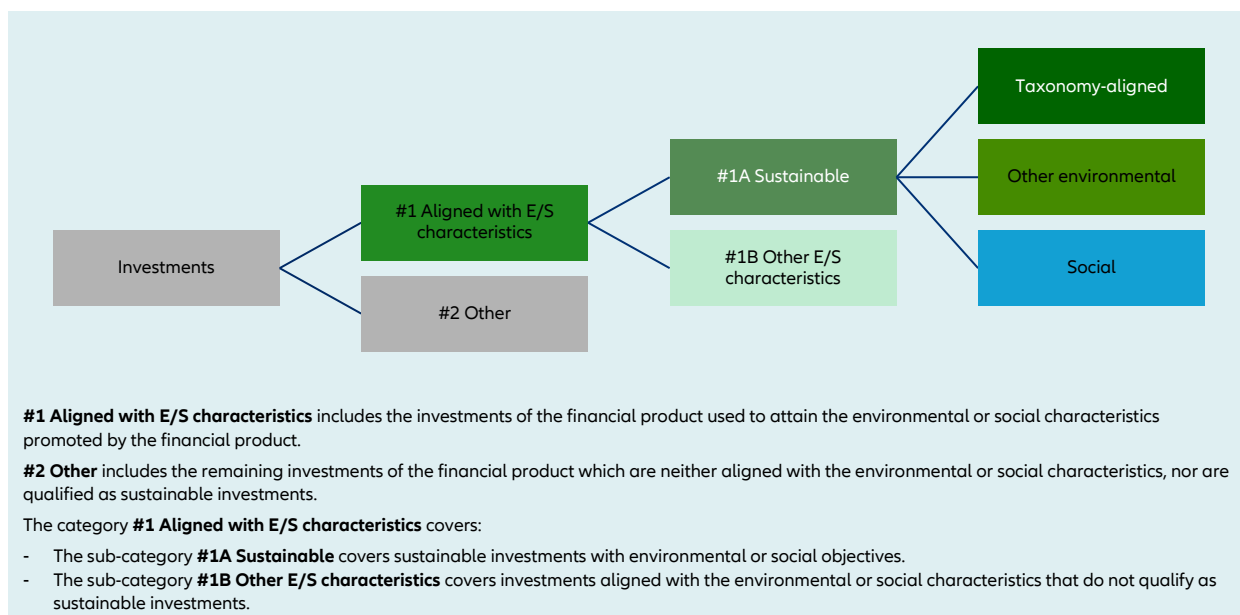 Taxonomy-aligned
#1A Sustainable
Other environmental
#1 Aligned with E/S
characteristics
Investments
#1B Other E/S
characteristics
Social
#2 Other
#1 Aligned with E/S characteristics includes the investments of the financial product used to attain the environmental or social characteristics
promoted by the financial product.
#2 Other includes the remaining investments of the financial product which are neither aligned with the environmental or social characteristics, nor are
qualified as sustainable investments.
The category #1 Aligned with E/S characteristics covers:
- The sub-category #1A Sustainable covers sustainable investments with environmental or social objectives.
- The sub-category #1B Other E/S characteristics covers investments aligned with the environmental or social characteristics that do not qualify as
sustainable investments.